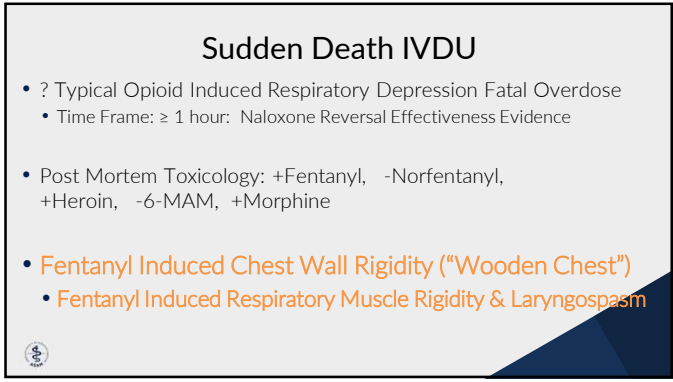 Sudden Death IVDU
• ? Typical Opioid Induced Respiratory Depression Fatal Overdose
• Time Frame: ≥ 1 hour: Naloxone Reversal Effectiveness Evidence
• Post Mortem Toxicology: +Fentanyl, -Norfentanyl,
+Heroin, -6-MAM, +Morphine
• Fentanyl Induced Chest Wall Rigidity (“Wooden Chest”)
• Fentanyl Induced Respiratory Muscle Rigidity & Laryngospasm
ASAM